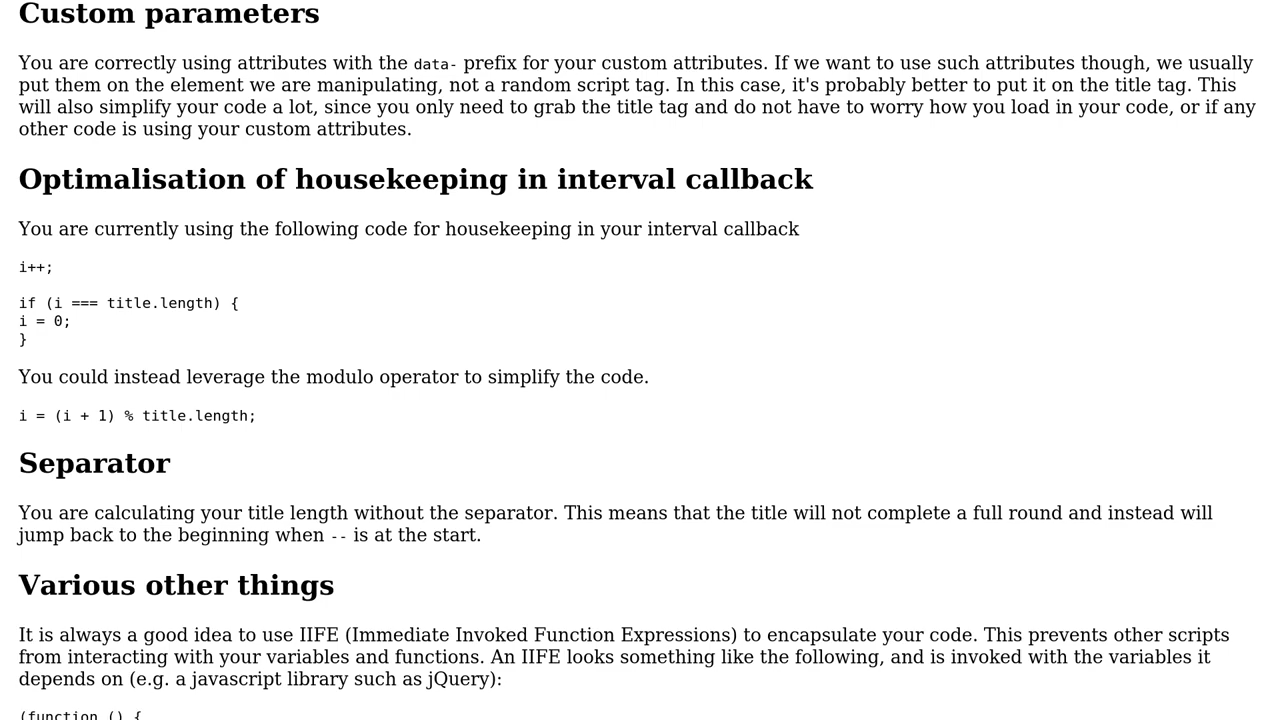 Custom parameters
You are correctly using attributes with the data- prefix for your custom attributes. If we want to use such attributes though, we usually
put them on the element we are manipulating, not a random script tag. In this case, it's probably better to put it on the title tag. This
will also simplify your code a lot, since you only need to grab the title tag and do not have to worry how you load in your code, or if any
other code is using your custom attributes.
Optimalisation of housekeeping in interval callback
You are currently using the following code for housekeeping in your interval callback
i++;
if (i === title.length) {
i = 0;
}
You could instead leverage the modulo operator to simplify the code.
i = (i + 1) % title.length;
Separator
You are calculating your title length without the separator. This means that the title will not complete a full round and instead will
jump back to the beginning when -- is at the start.
Various other things
It is always a good idea to use IIFE (Immediate Invoked Function Expressions) to encapsulate your code. This prevents other scripts
from interacting with your variables and functions. An IIFE looks something like the following, and is invoked with the variables it
depends on (e.g. a javascript library such as jQuery):
(function () {